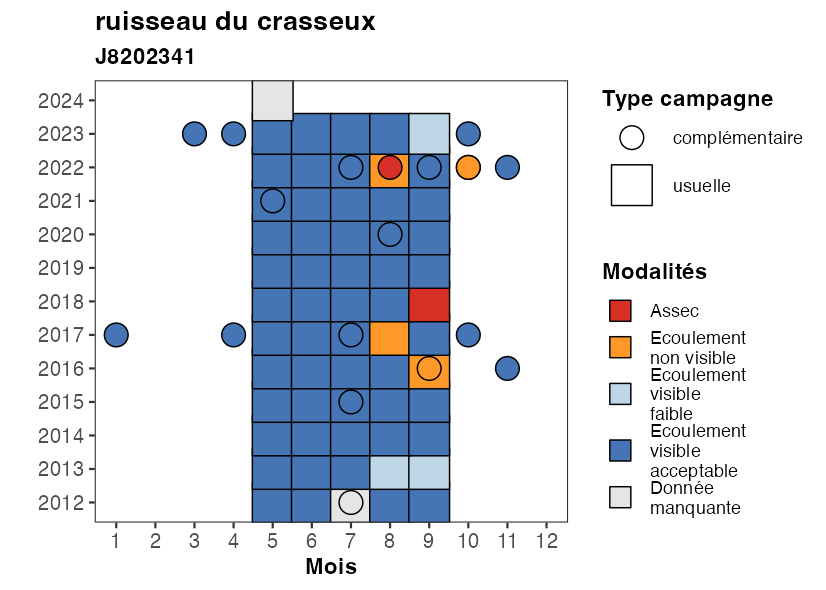 ruisseau du crasseux
J8202341
2024
2023
2022
2021
2020
2019
2018
2017
2016
2015
2014
2013
2012
1 2 3 4 5 6 7 8 9 10 11 12
Mois
Type campagne
complémentaire
usuelle
Modalités
Assec
Ecoulement
non visible
Ecoulement
visible
faible
Ecoulement
visible
acceptable
Donnée
manquante